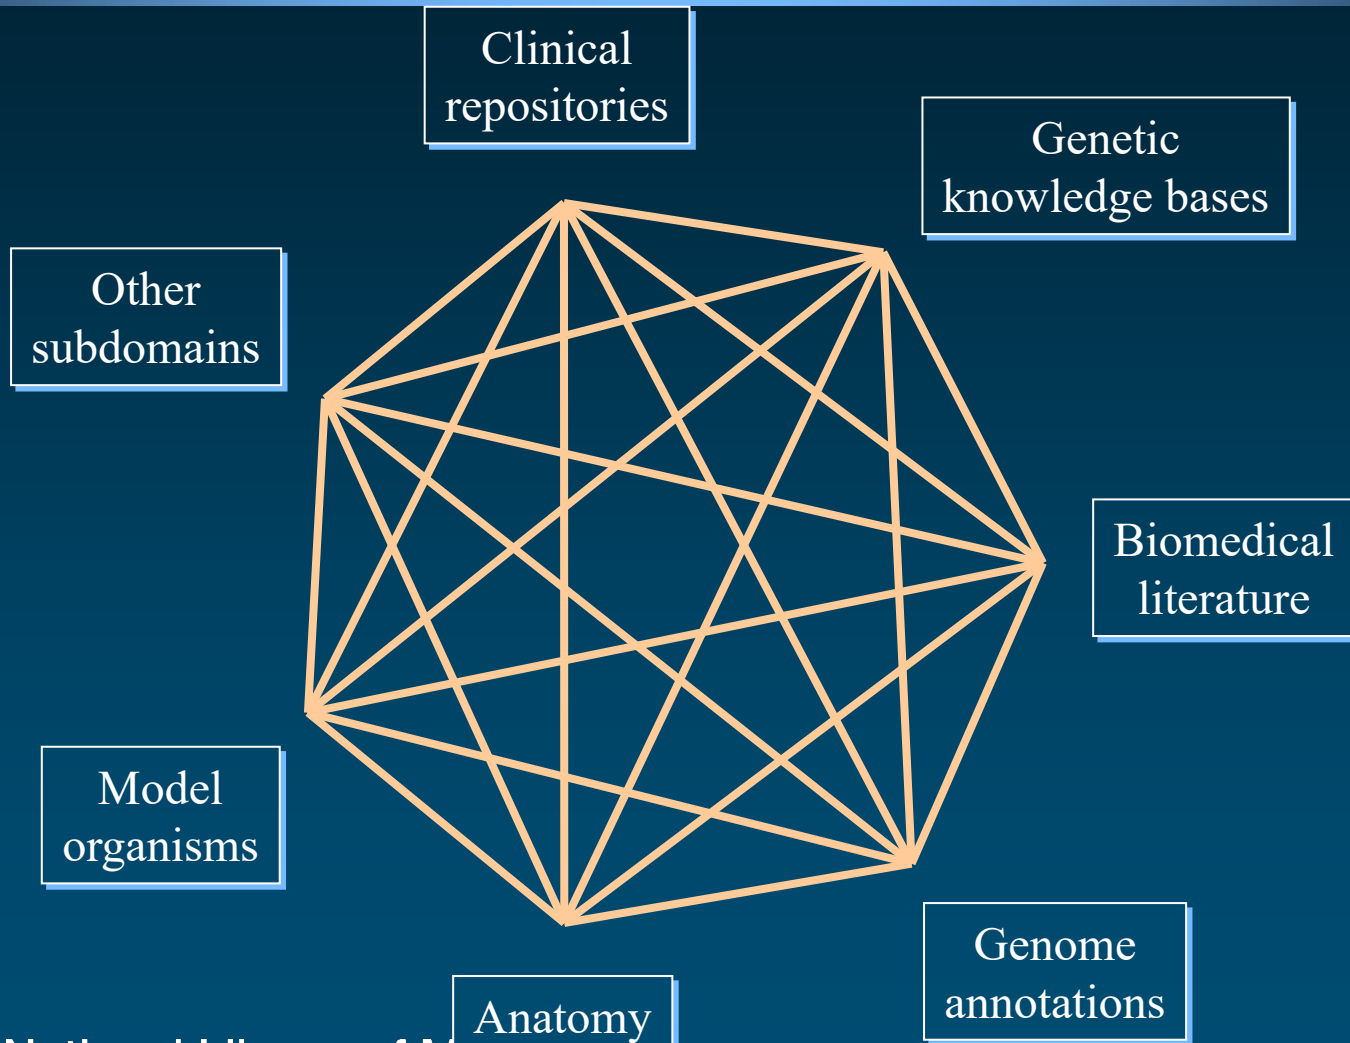 Clinical
repositories
Genetic
knowledge bases
Other
subdomains
Biomedical
literature
Model
organisms
Genome
annotations
Anatomy